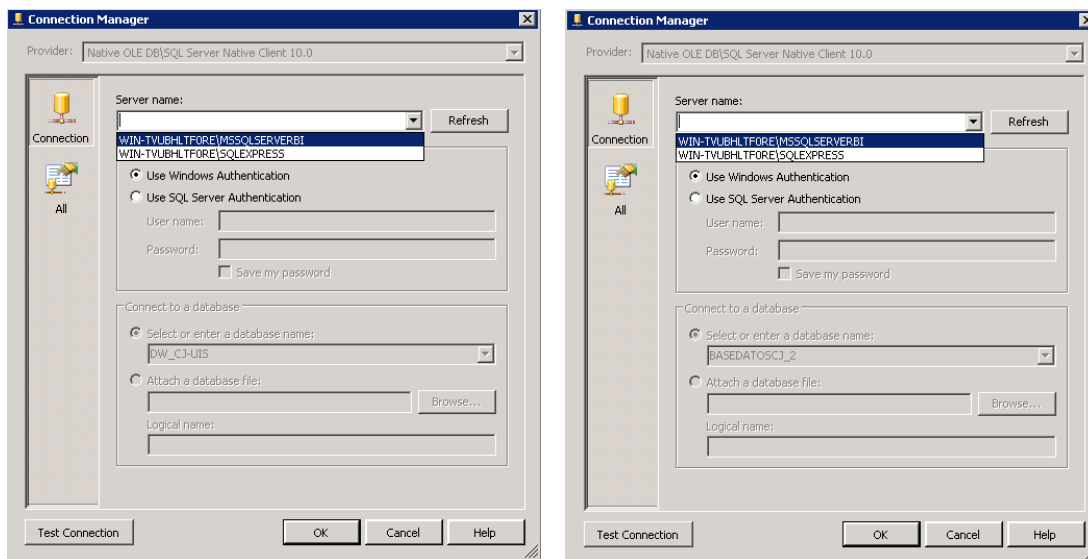 Connection Manager
Provider: Native OLE DB\SQL Server Native Client 10.0
Connection
All
Server name:
Refresh
WIN-TVUBHLTF0RE\MSSQLSERVERBI
WIN-TVUBHLTF0RE\SQLEXPRESS
Use Windows Authentication
Use SQL Server Authentication
User name:
Password:
Save my password
Connect to a database
Select or enter a database name:
DW_CJ-UIS
Attach a database file:
Browse...
Logical name:
Test Connection OK Cancel Help
Connection Manager
Provider: Native OLE DB\SQL Server Native Client 10.0
Connection
All
Server name:
Refresh
WIN-TVUBHLTF0RE\MSSQLSERVERBI
WIN-TVUBHLTF0RE\SQLEXPRESS
Use Windows Authentication
Use SQL Server Authentication
User name:
Password:
Save my password
Connect to a database
Select or enter a database name:
BASEDATOSCJ_2
Attach a database file:
Browse...
Logical name:
Test Connection OK Cancel Help